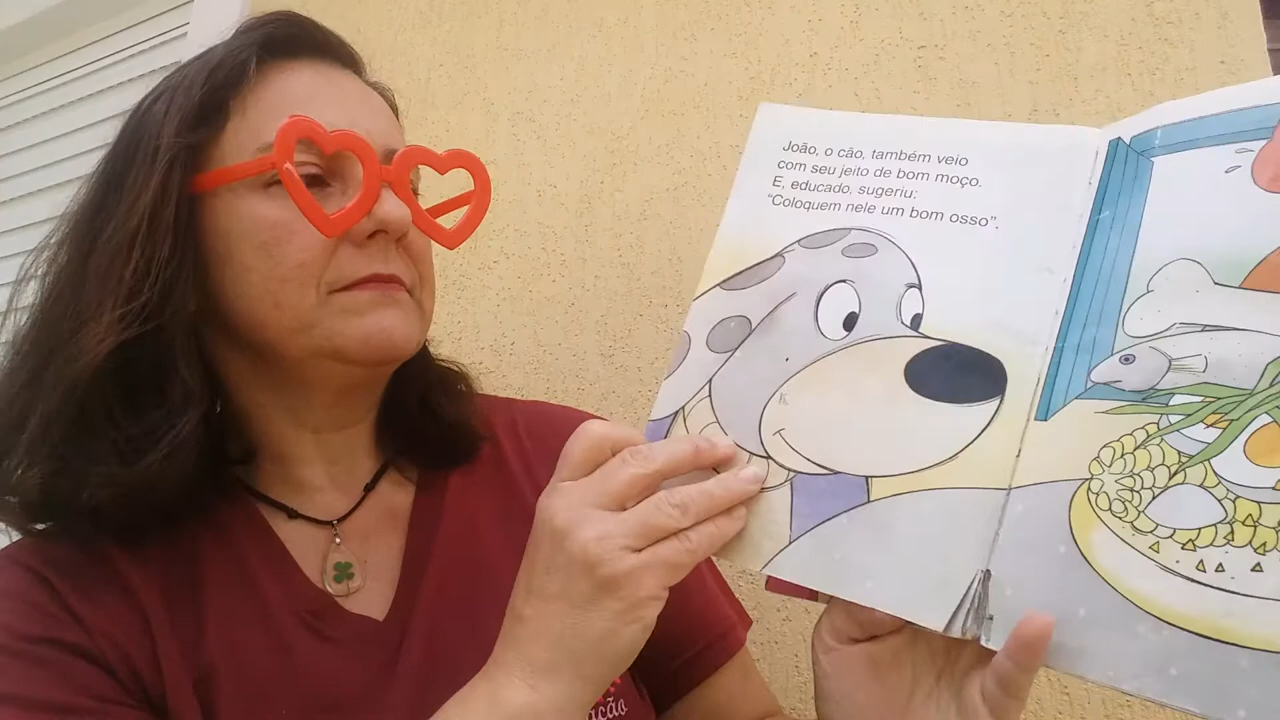 João, o cão, também veio
com seu jeito de bom moço.
E, educado, sugeriu:
"Coloquem nele um bom osso".